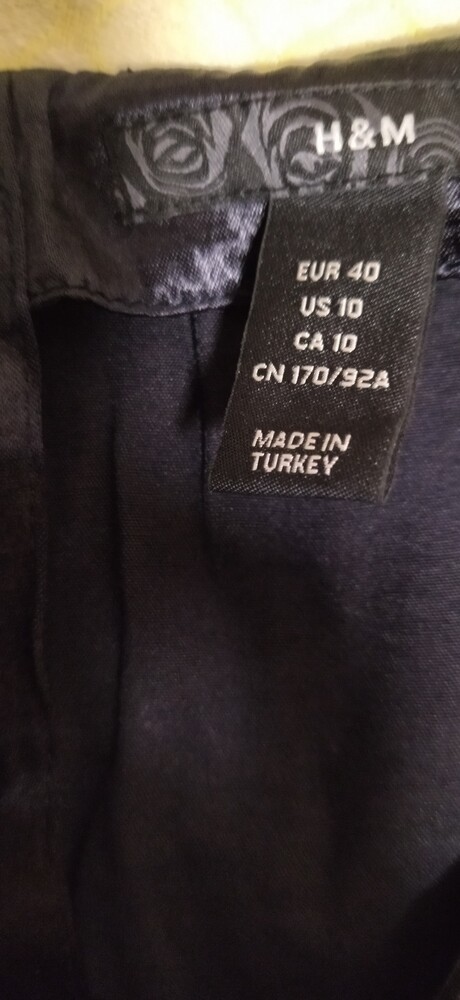 H&M
EUR 40
US 10
CA 10
CN 170/92A
MADE IN
TURKEY